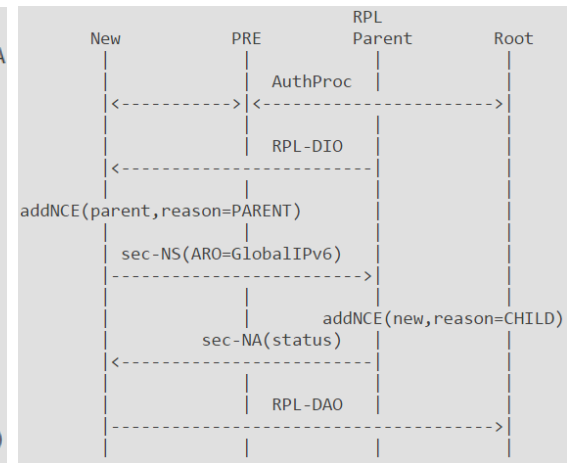 RPL
New PRE Parent Root
AuthProc
RPL-DIO
addNCE(parent,reason=PARENT)
sec-NS(ARO=GlobalIPv6)
addNCE(new,reason=CHILD)
sec-NA(status)
RPL-DAO